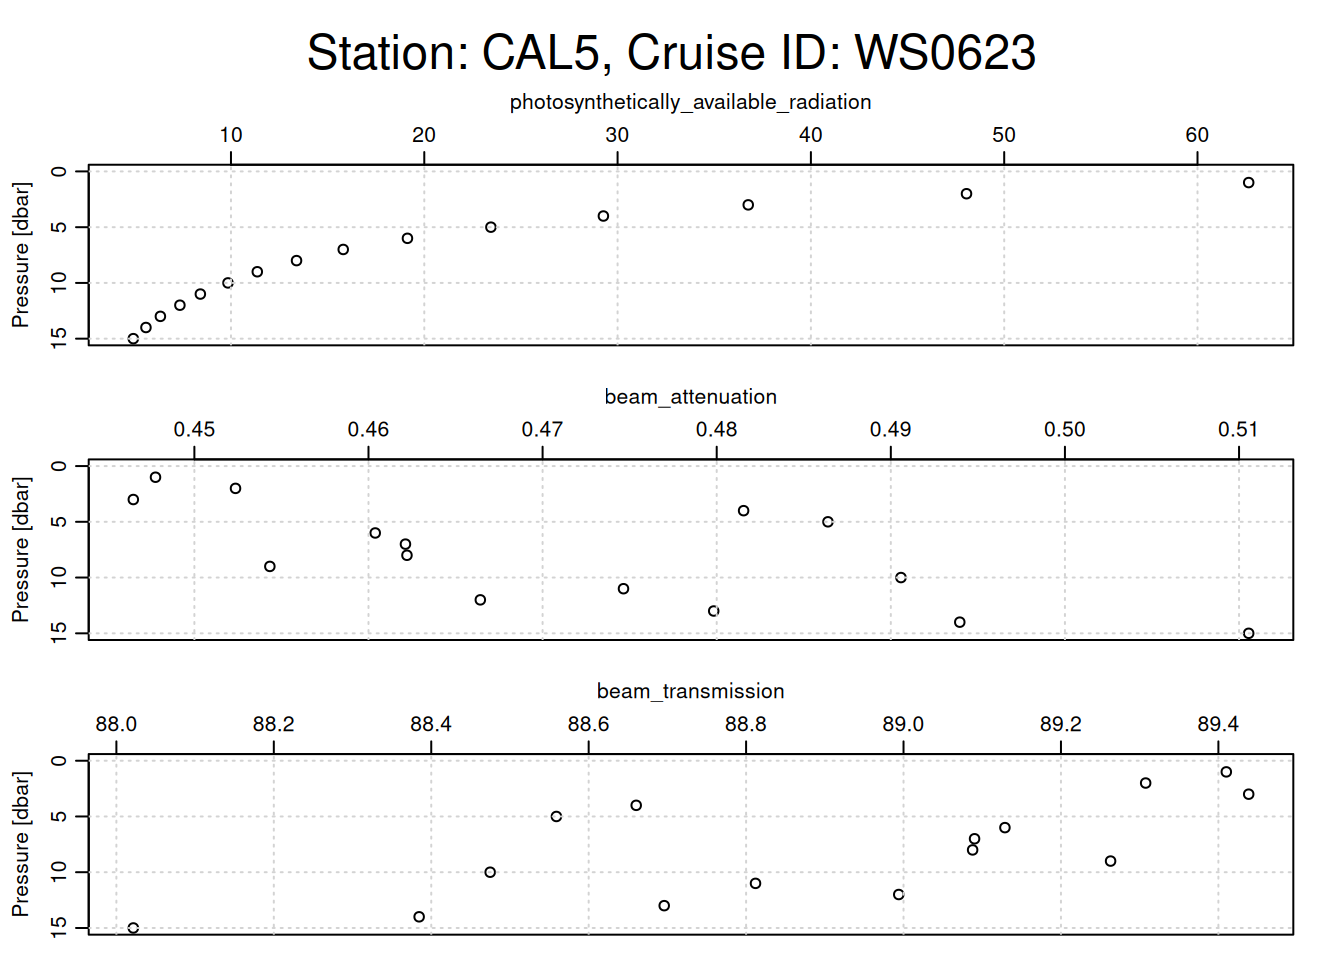 Station: CAL5, Cruise ID: WS0623
photosynthetically_available_radiation
10 20 30 40 50 60
Pressure [dbar]
0
5
10
15
beam_attenuation
0.45 0.46 0.47 0.48 0.49 0.50 0.51
Pressure [dbar]
0
5
10
15
beam_transmission
88.0 88.2 88.4 88.6 88.8 89.0 89.2 89.4
Pressure [dbar]
0
5
10
15